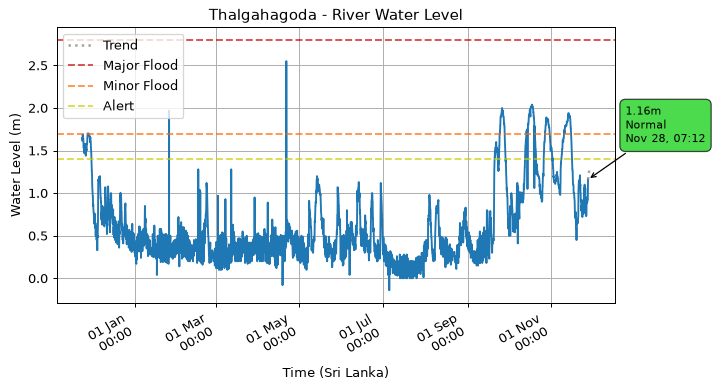 Thalgahagoda - River Water Level
Trend
Major Flood
Minor Flood
Alert
1.16m
Normal
Nov 28, 07:12
Water Level (m)
2.5
2.0
1.5
1.0
0.5
0.0
01 Jan
00:00
01 Mar
00:00
01 May
00:00
01 Jul
00:00
01 Sep
00:00
01 Nov
00:00
Time (Sri Lanka)